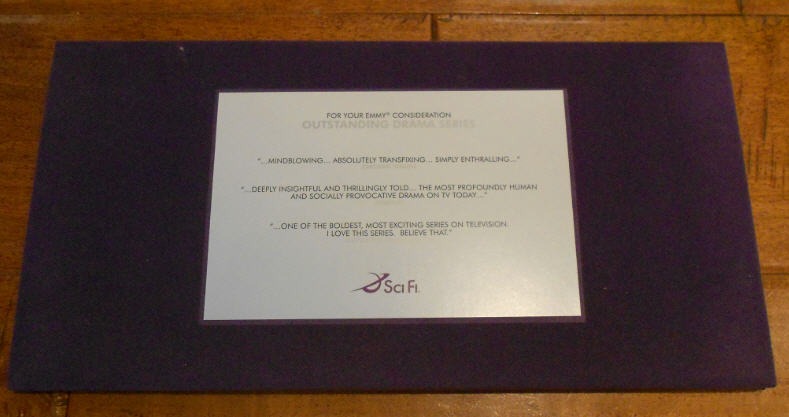 FOR YOUR EMMY® CONSIDERATION
OUTSTANDING DRAMA SERIES
"...MINDBLOWING... ABSOLUTELY TRANSFIXING... SIMPLY ENTHRALLING..."
"...DEEPLY INSIGHTFUL AND THRILLINGLY TOLD... THE MOST PROFOUNDLY HUMAN
AND SOCIALLY PROVOCATIVE DRAMA ON TV TODAY..."
"...ONE OF THE BOLDEST, MOST EXCITING SERIES ON TELEVISION.
I LOVE THIS SERIES. BELIEVE THAT."
SCI FI